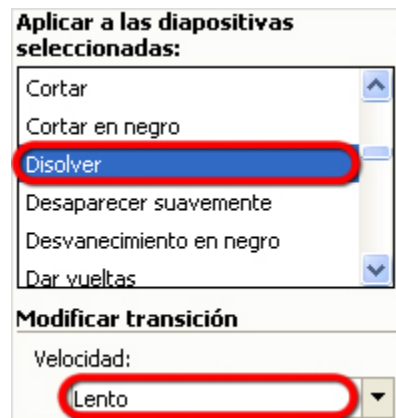 Aplicar a las diapositivas
seleccionadas:
Cortar
Cortar en negro
Disolver
Desaparecer suavemente
Desvanecimiento en negro
Dar vueltas
Modificar transición
Velocidad:
Lento